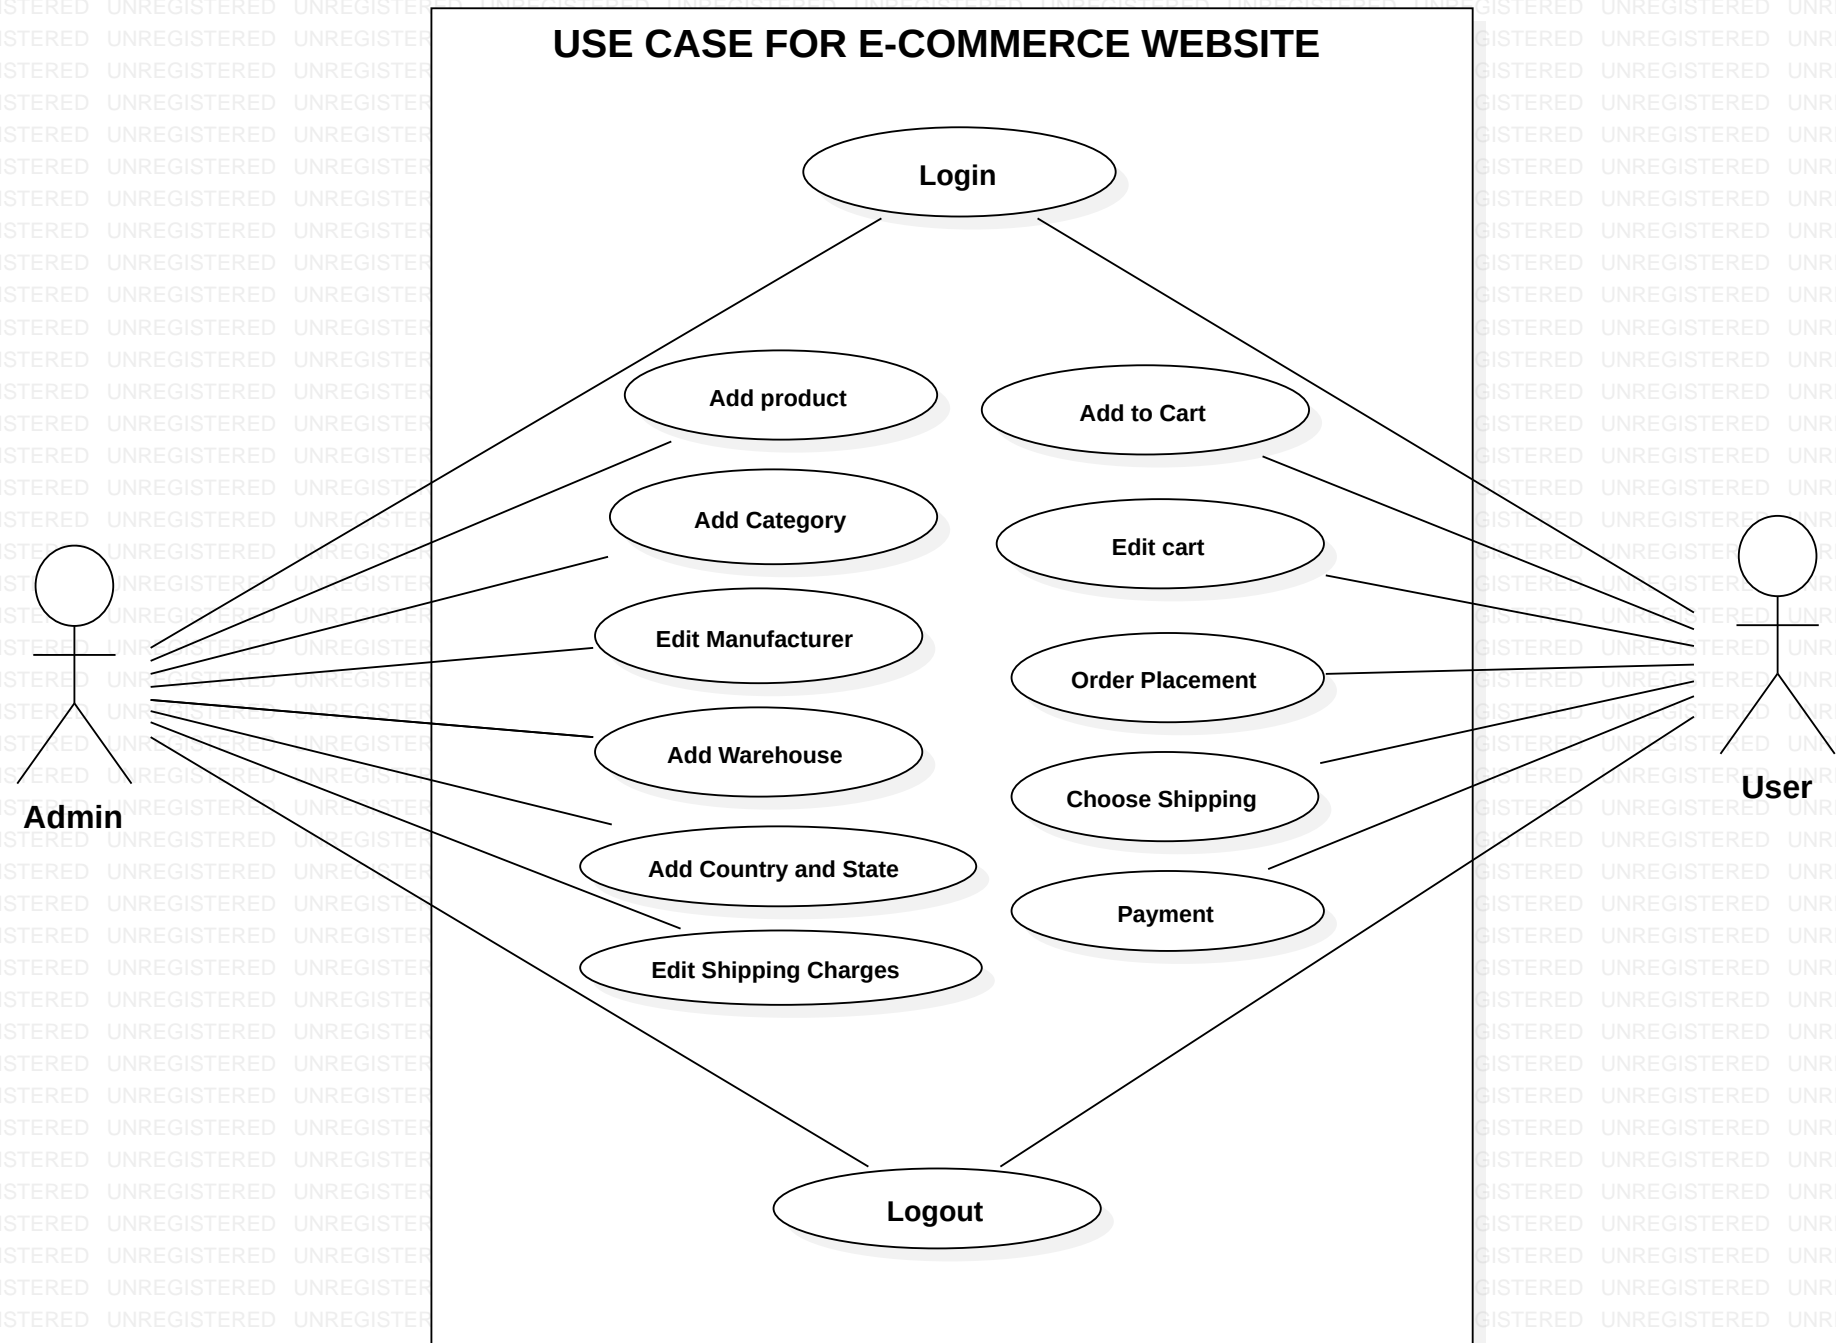 USE CASE FOR E-COMMERCE WEBSITE
Login
Add product
Add to Cart
Add Category
Edit cart
Edit Manufacturer
Order Placement
Add Warehouse
Choose Shipping
User
Admin
Add Country and State
Payment
Edit Shipping Charges
Logout
UNREGISTERED